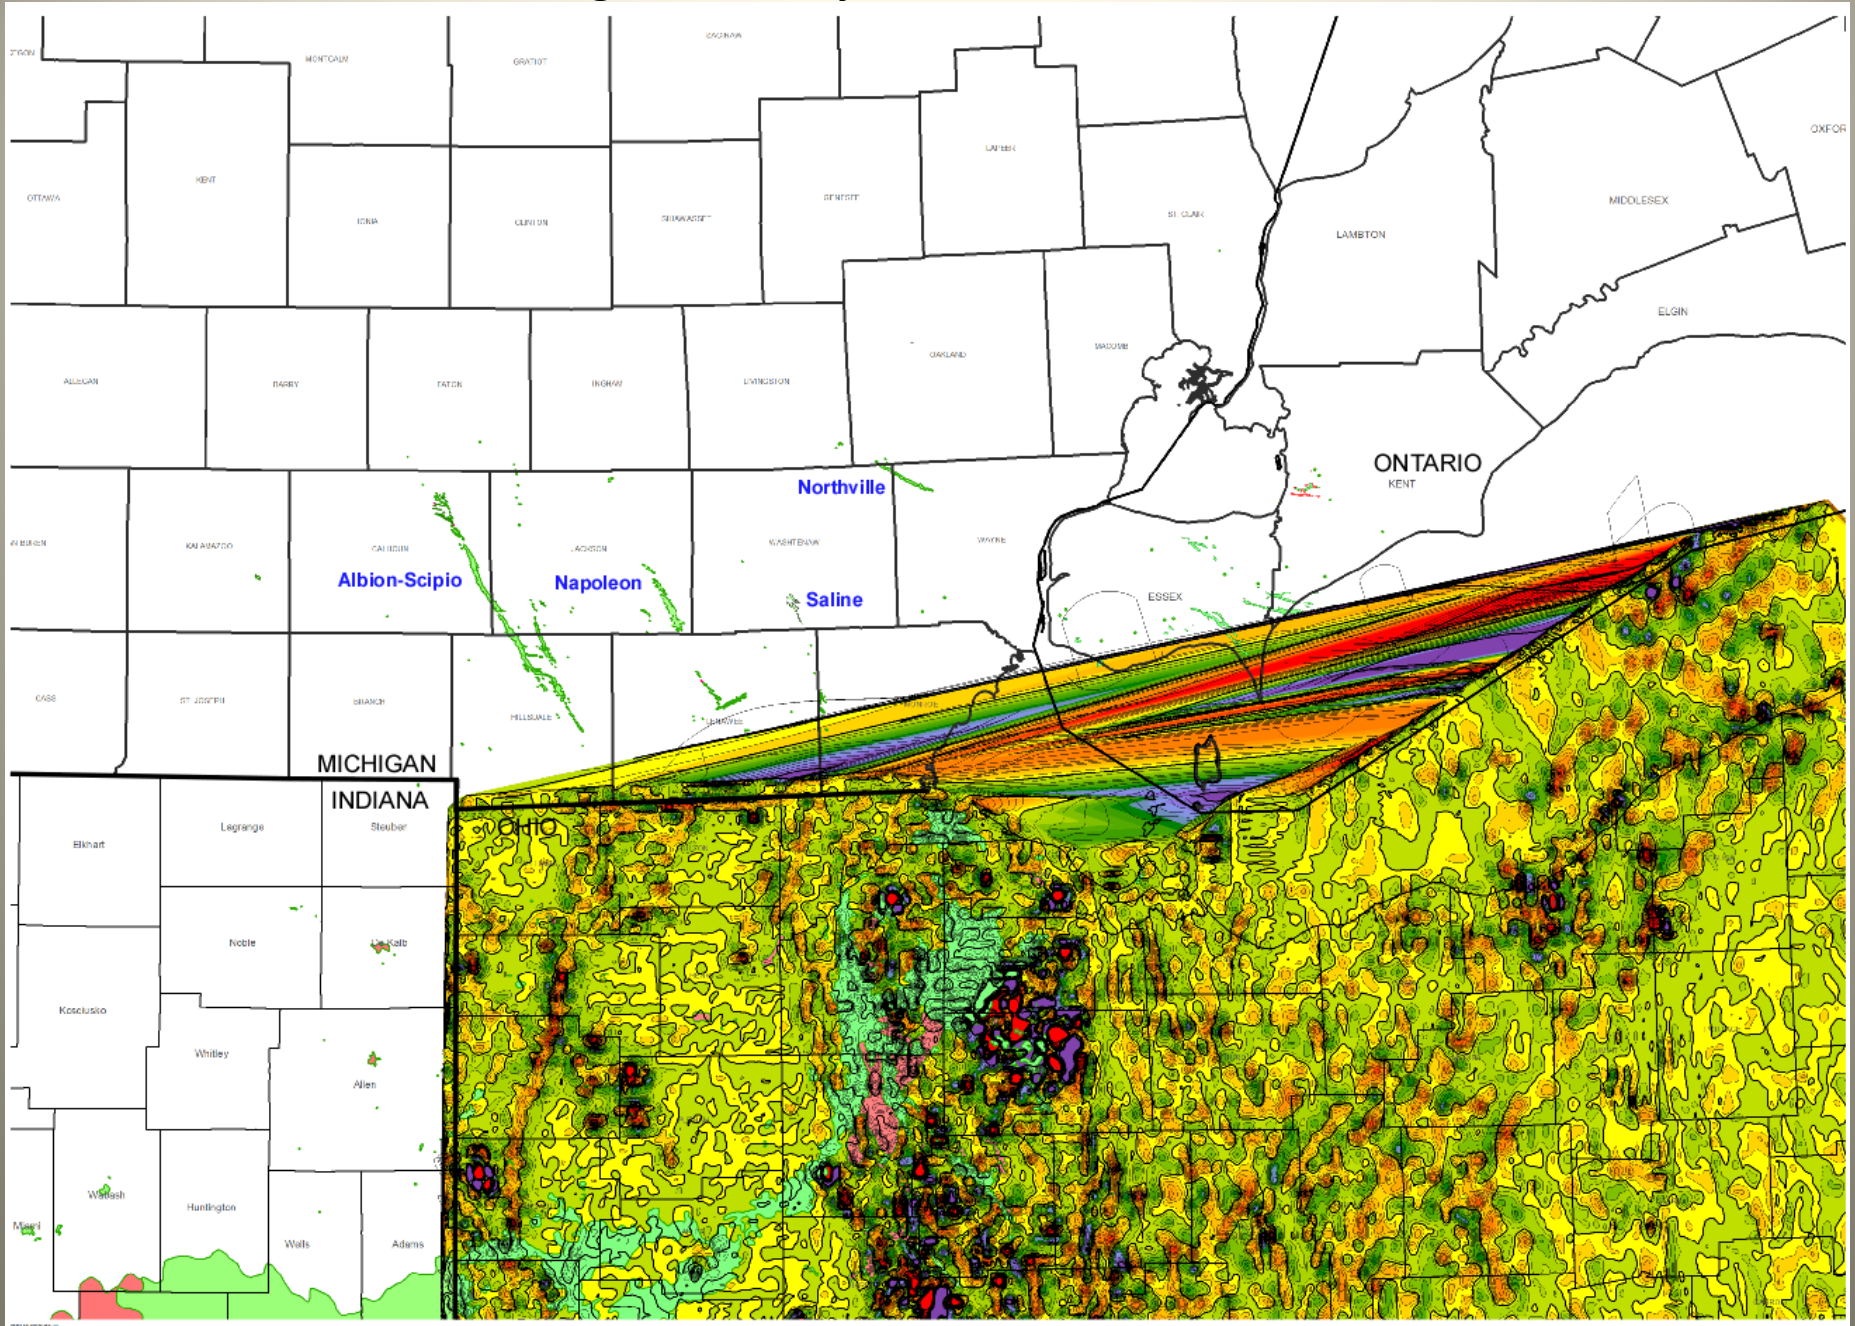 MONTCALM
GRATIOT
SAGINAW
LAPEER
OXFOR
KENT
OTTAWA
IONIA
CLINTON
SHIAWASSEE
GENESEE
ST. CLAIR
LAMBTON
MIDDLESEX
ELGIN
ALLEGAN
BARRY
EATON
INGHAM
LIVINGSTON
OAKLAND
MACOMB
ONTARIO
KENT
Northville
KALAMAZOO
CALHOUN
JACKSON
WASHTENAW
WAYNE
Albion-Scipio
Napoleon
Saline
ESSEX
CASS
ST. JOSEPH
BRANCH
HILLSDALE
LENAWEE
MONROE
MICHIGAN
INDIANA
OHIO
Elkhart
Lagrange
Steuben
Noble
De Kalb
Kosciusko
Whitley
Allen
Wabash
Huntington
Miami
Wells
Adams